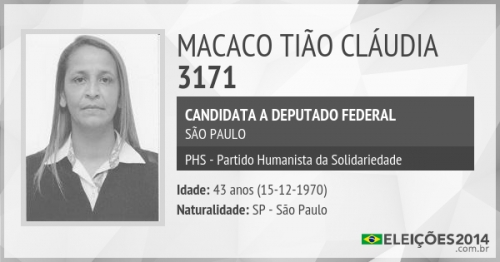 MACACO TIÃO CLÁUDIA
3171
CANDIDATA A DEPUTADO FEDERAL
SÃO PAULO
PHS - Partido Humanista da Solidariedade
Idade: 43 anos (15-12-1970)
Naturalidade: SP - São Paulo
ELEIÇÕES2014
.com.br